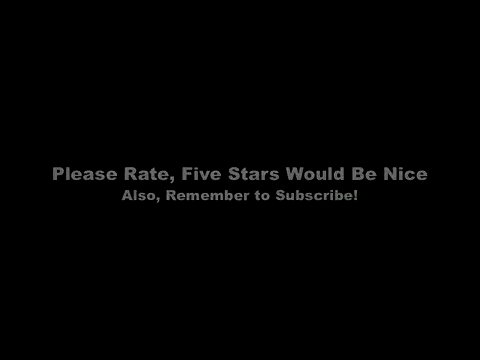 Please Rate, Five Stars Would Be Nice
Also, Remember to Subscribe!